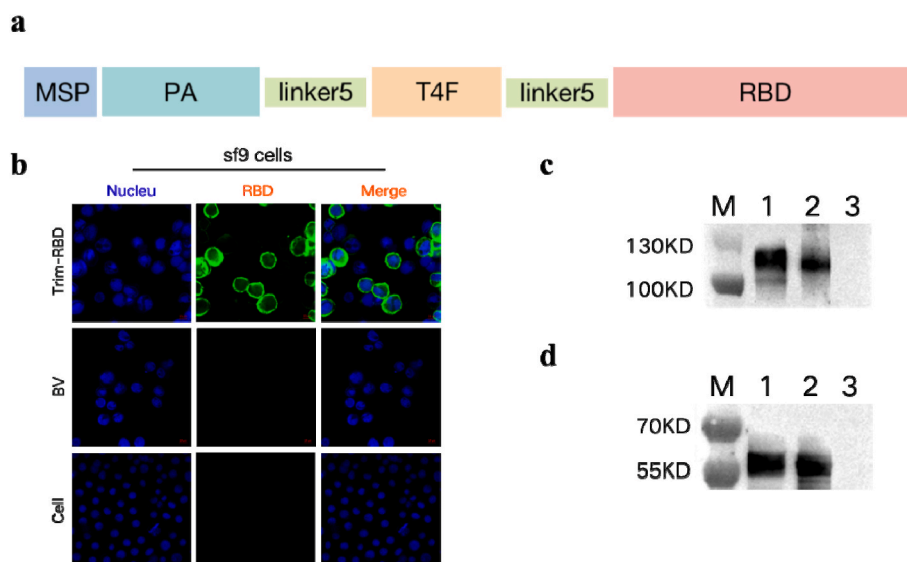 a
MSP PA linker5 T4F linker5 RBD
b
sf9 cells
Nucleu RBD Merge
Trim-RBD
BV
Cell
c
M 1 2 3
130KD
100KD
d
M 1 2 3
70KD
55KD